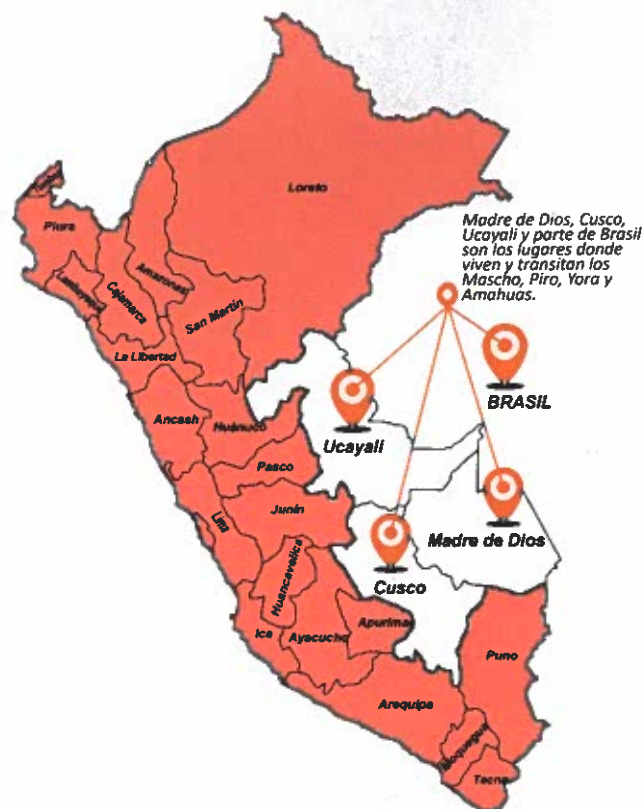 Tumbes
Loreto
Piura
Madre de Dios, Cusco,
Ucayali y parte de Brasil
son los lugares donde
viven y transitan los
Mascho, Piro, Yora y
Amahuas.
Amazonas
Lambayeque
Cajamarca
San Martín
La Libertad
BRASIL
Ancash
Huánuco
Ucayali
Pasco
Junín
Lima
Madre de Dios
Huancavelica
Cusco
Ica
Ayacucho
Apurímac
Puno
Arequipa
Moquegua
Tacna